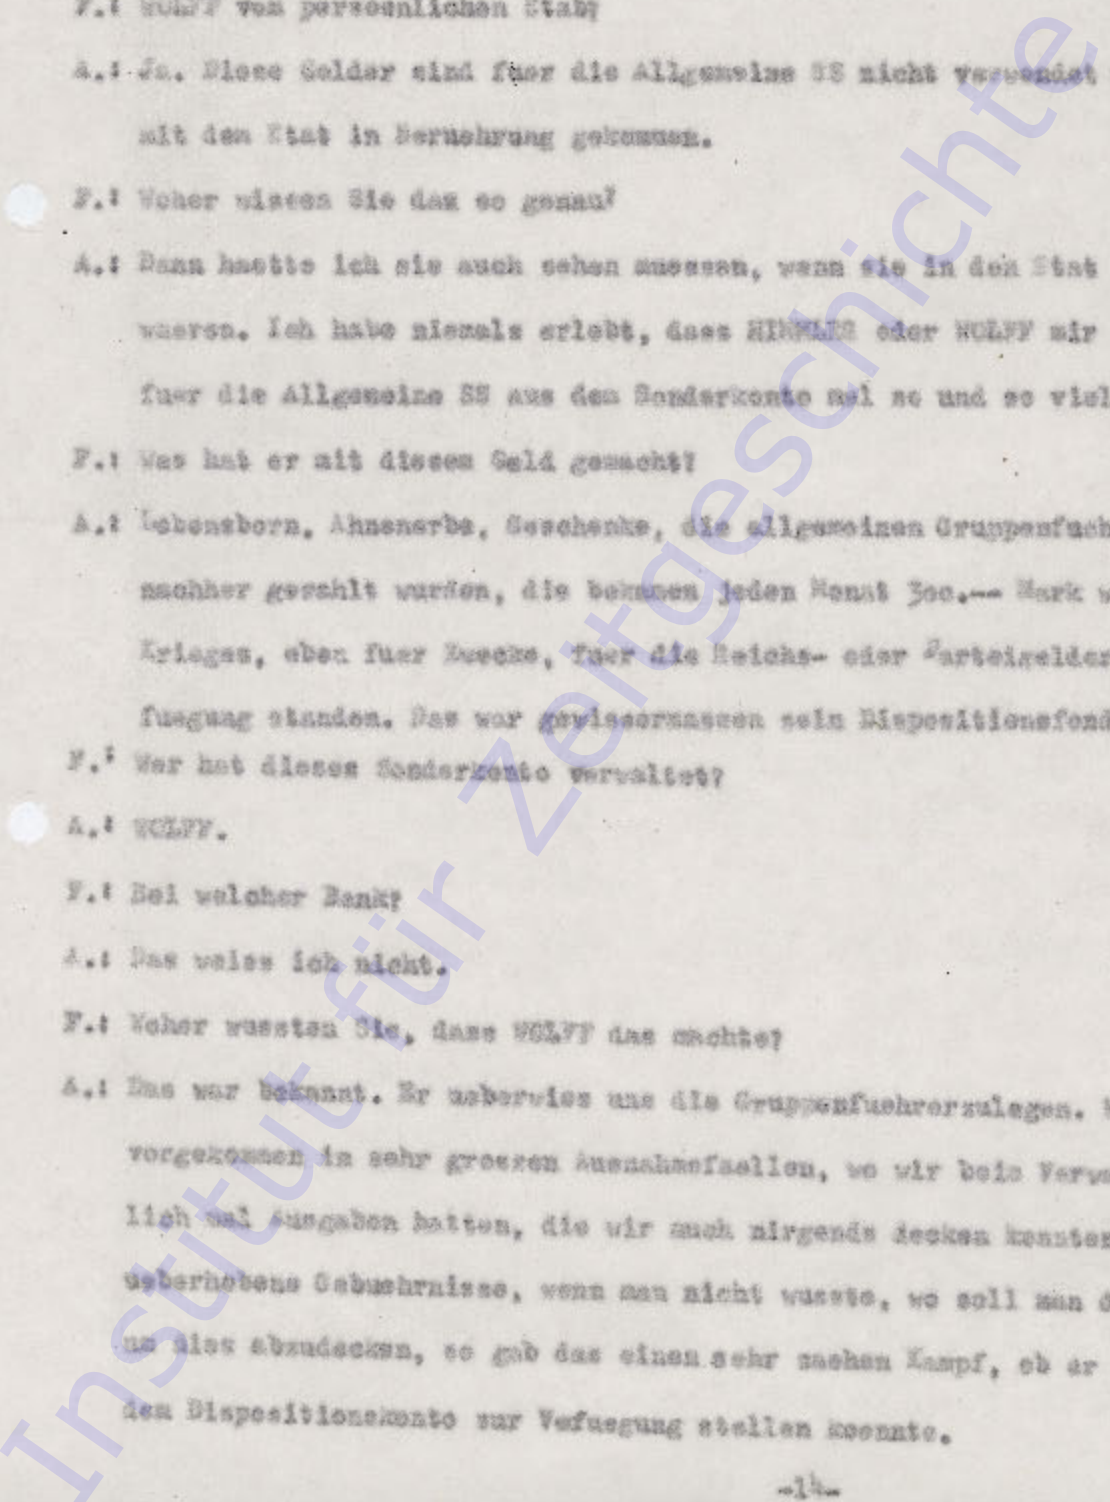 F.: WOLFF vom persoenlichen Stab?
A.: Ja. Diese Gelder sind fuer die Allgemeine SS nicht verwendet
mit dem Etat in Beruehrung gekommen.
F.: Woher wissen Sie das so genau?
A.: Dann haette ich sie auch sehen muessen, wenn sie in den Etat
waeren. Ich habe niemals erlebt, dass HIMMLER oder WOLFF mir
fuer die Allgemeine SS aus dem Sonderkonto mal so und so viel
F.: Was hat er mit diesem Geld gemacht?
A.: Lebensborn, Ahnenerbe, Geschenke, die allgemeinen Gruppenfueh
nachher gezahlt wurden, die bekamen jeden Monat 300.-- Mark w
Krieges, eben fuer Zwecke, fuer die Reichs- oder Parteigelder
fuegung standen. Das war gewissermassen sein Dispositionsfond
F.: Wer hat dieses Sonderkonto verwaltet?
A.: WOLFF.
F.: Bei welcher Bank?
A.: Das weiss ich nicht.
F.: Woher wussten Sie, dass WOLFF das machte?
A.: Das war bekannt. Er ueberwies uns die Gruppenfuehrerzulagen.
vorgekommen in sehr grossen Ausnahmefaellen, wo wir beim Verwa
lich mal Ausgaben hatten, die wir auch nirgends decken konnten
ueberhobene Gebuehrnisse, wenn man nicht wusste, wo soll man d
um dies abzudecken, so gab das einen sehr zaehen Kampf, ob er
dem Dispositionskonto zur Vefuegung stellen koennte.
-14-
Institut für Zeitgeschichte